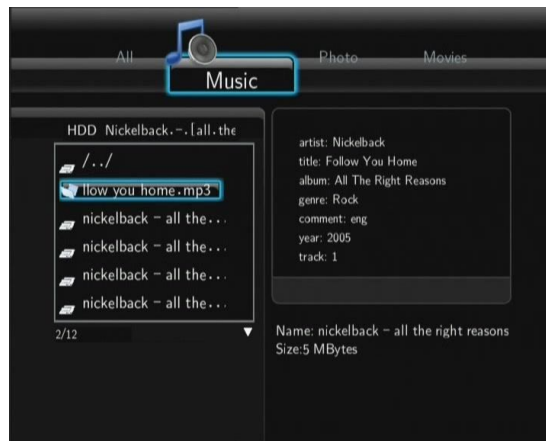 All
Music
Photo
Movies
HDD Nickelback.-.[all.the
/../
llow you home.mp3
nickelback - all the...
nickelback - all the...
nickelback - all the...
nickelback - all the...
2/12
artist: Nickelback
title: Follow You Home
album: All The Right Reasons
genre: Rock
comment: eng
year: 2005
track: 1
Name: nickelback - all the right reasons
Size:5 MBytes